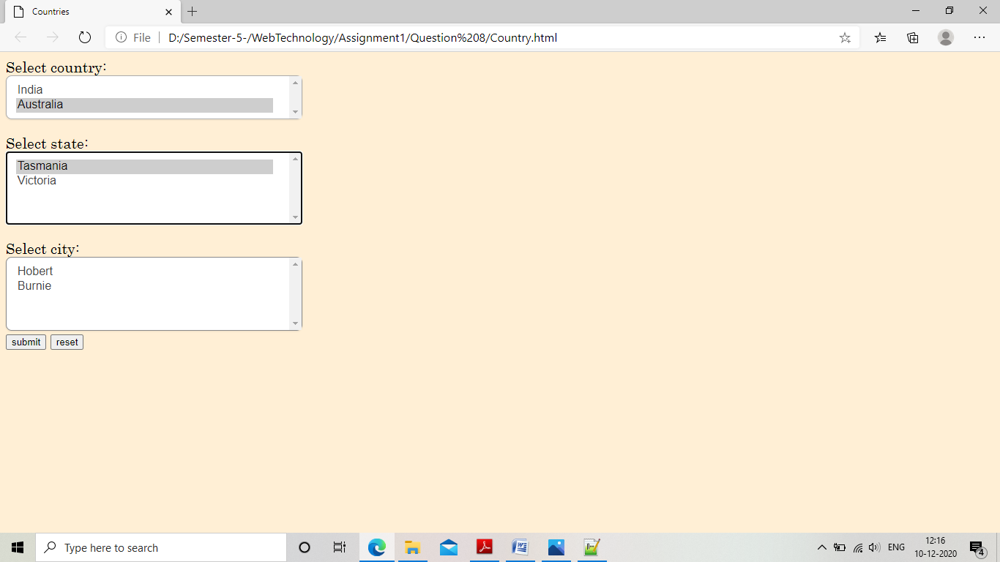 Countries
File
D:/Semester-5-/WebTechnology/Assignment1/Question%208/Country.html
Select country:
India
Australia
Select state:
Tasmania
Victoria
Select city:
Hobert
Burnie
submit reset
Type here to search
ENG
12:16
10-12-2020
4